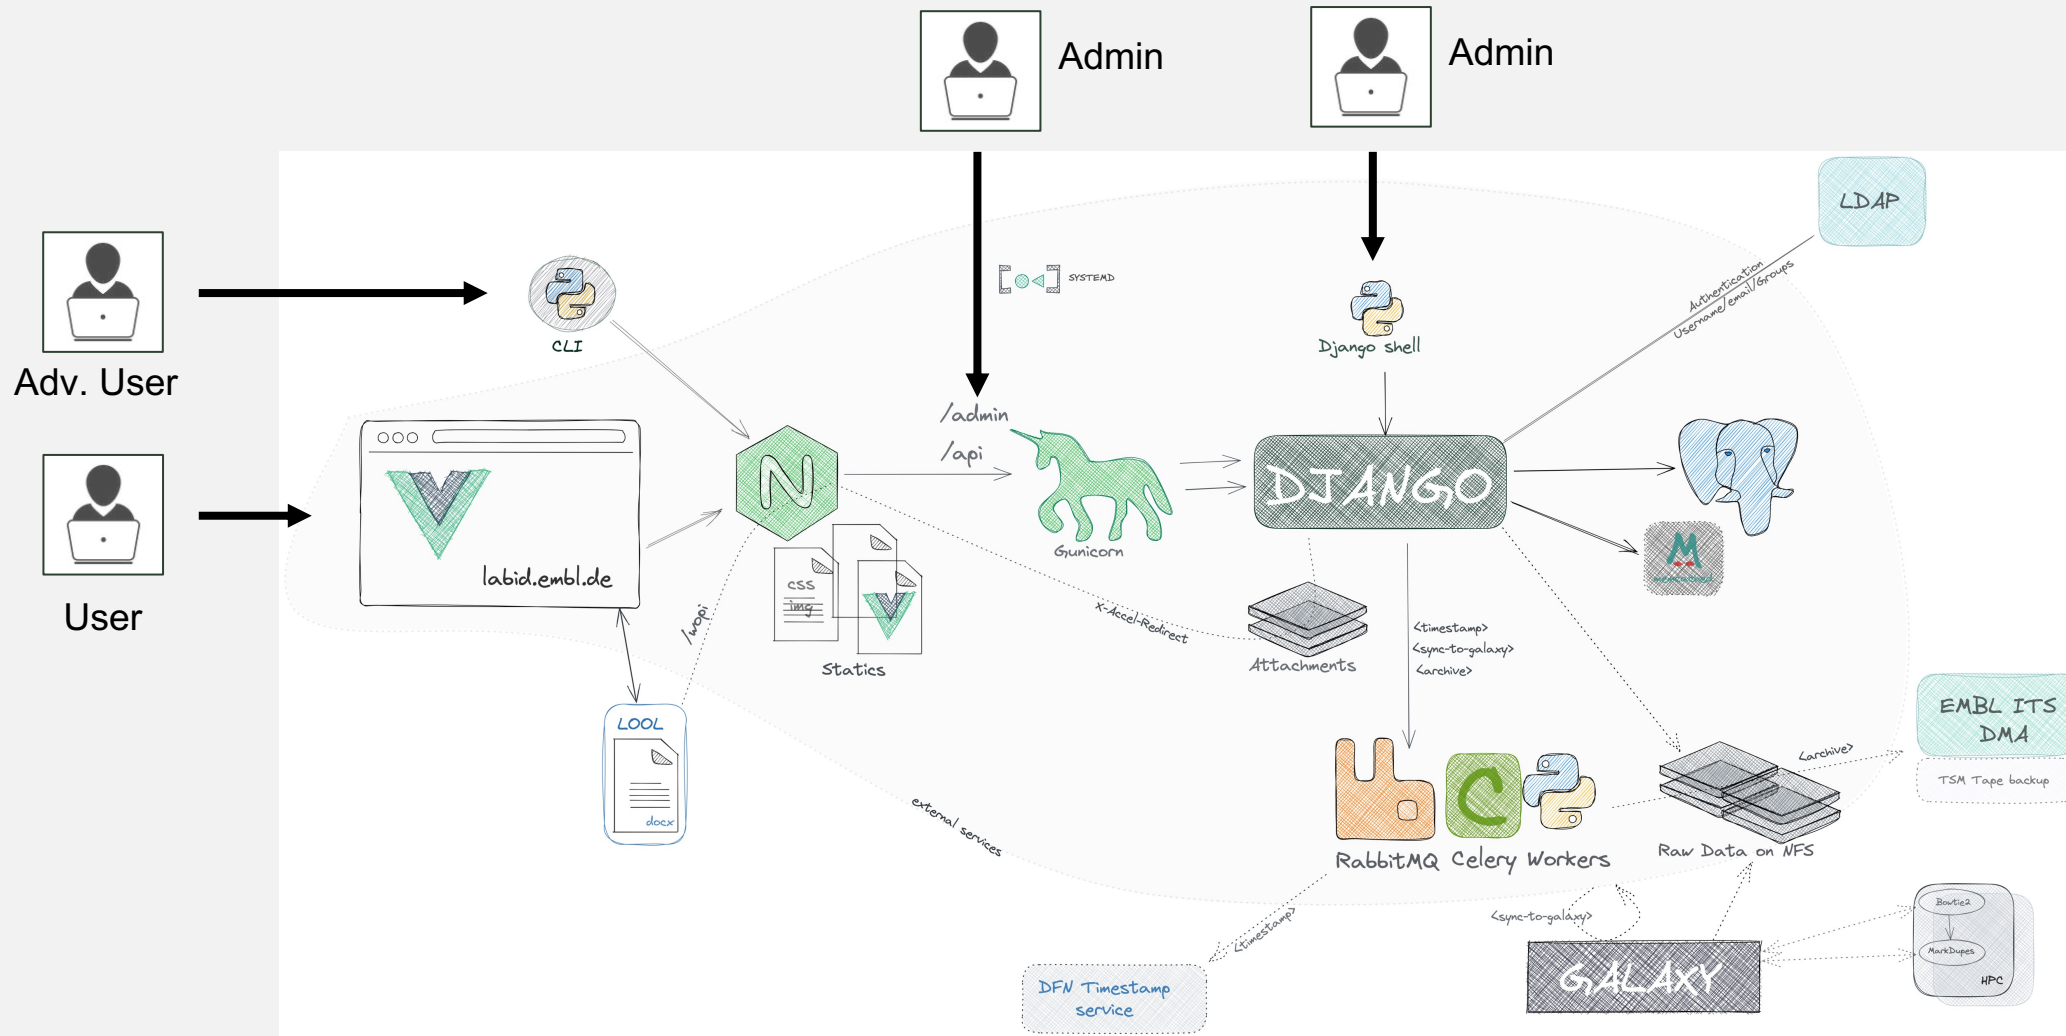 Admin
Admin
LDAP
Authentication
Username/email/Groups
SYSTEMD
Adv. User
CLI
Django shell
/admin
/api
N
DJANGO
M
memcached
User
labid.embl.de
Gunicorn
css
img
Statics
/wopi
X-Accel-Redirect
Attachments
<timestamp>
<sync-to-galaxy>
<archive>
LOOL
docx
external services
EMBL ITS
DMA
TSM Tape backup
<archive>
C
RabbitMQ
Celery
Workers
Raw Data on NFS
<timestamp>
<sync-to-galaxy>
Bowtie2
MarkDupes
HPC
GALAXY
DFN Timestamp
service